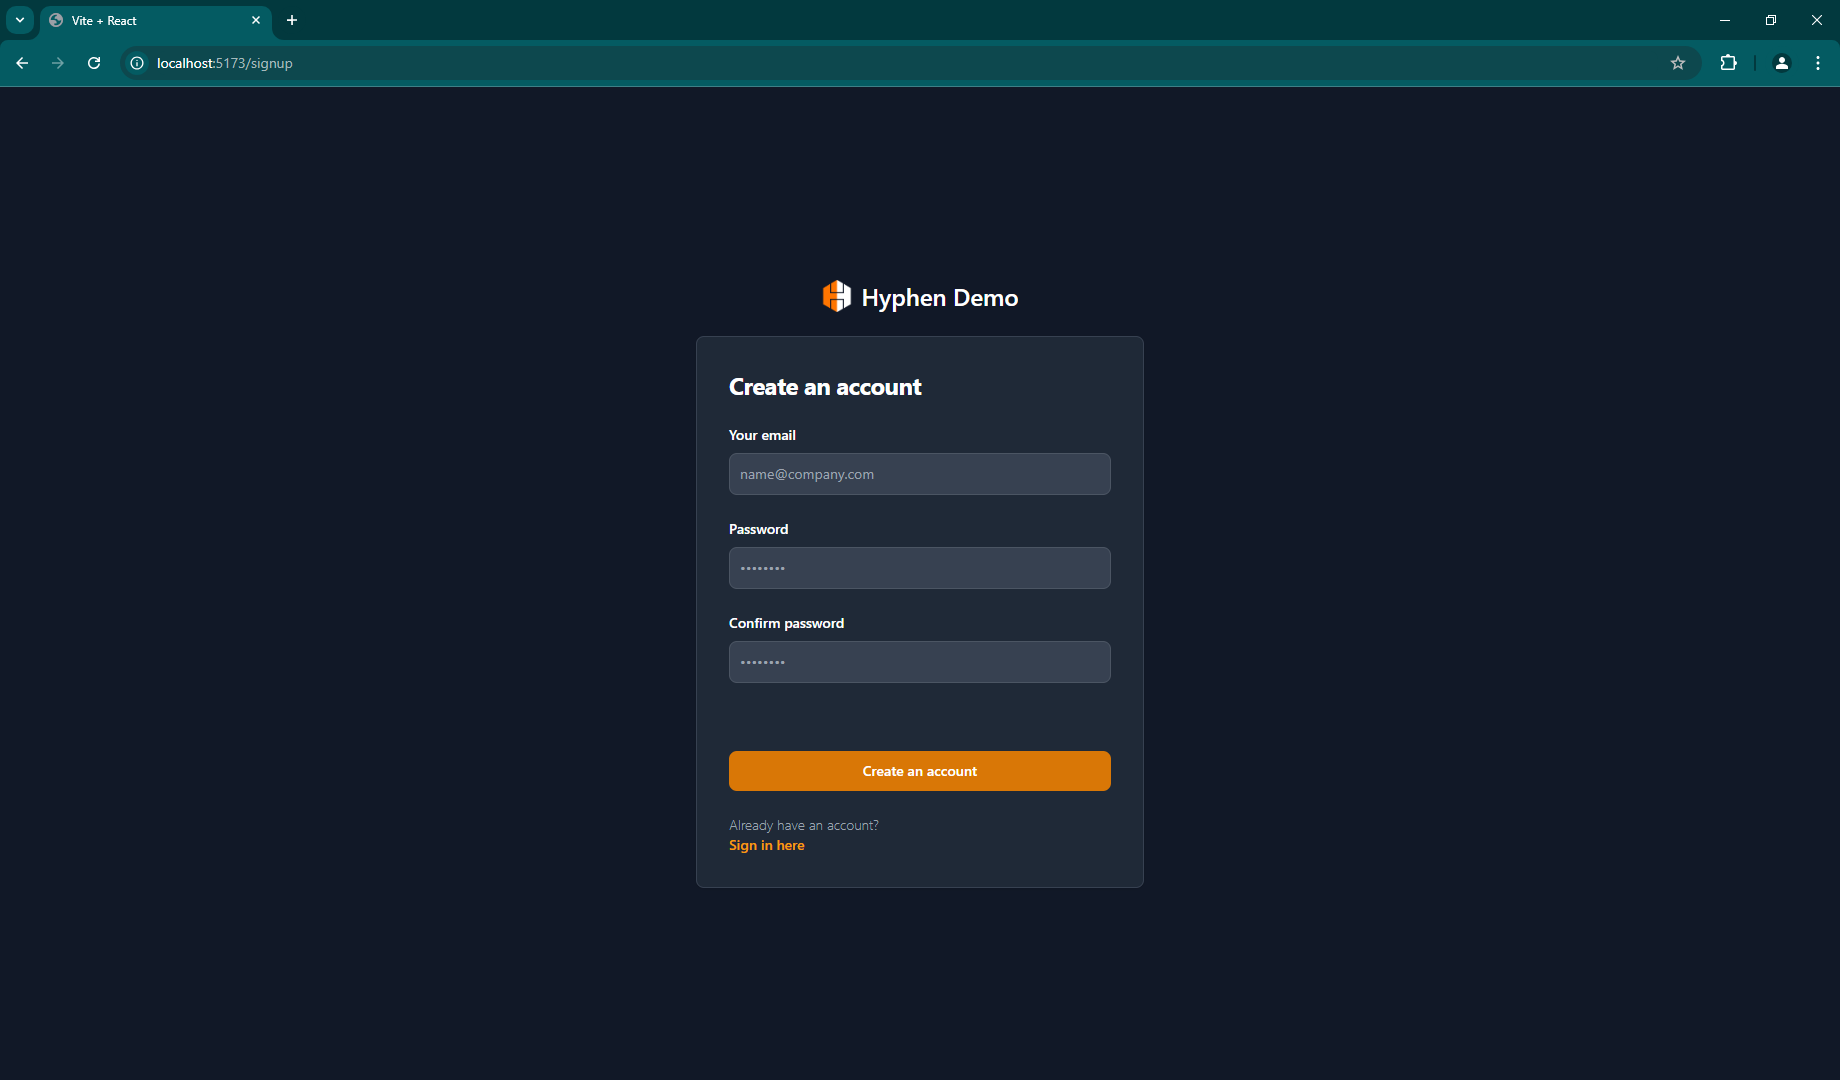 Vite + React
localhost:5173/signup
Hyphen Demo
Create an account
Your email
name@company.com
Password
••••••••
Confirm password
••••••••
Create an account
Already have an account?
Sign in here